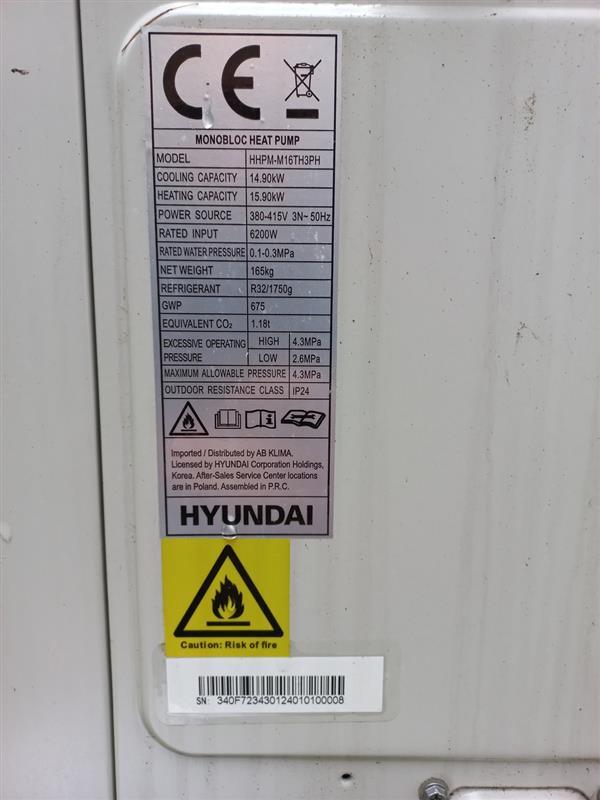 CE
MONOBLOC HEAT PUMP
MODEL HHPM-M16TH3PH
COOLING CAPACITY 14.90kW
HEATING CAPACITY 15.90kW
POWER SOURCE 380-415V 3N~50Hz
RATED INPUT 6200W
RATED WATER PRESSURE 0.1-0.3MPa
NET WEIGHT 165kg
REFRIGERANT R32/1750g
GWP 675
EQUIVALENT CO₂ 1.18t
EXCESSIVE OPERATING PRESSURE HIGH 4.3MPa
LOW 2.6MPa
MAXIMUM ALLOWABLE PRESSURE 4.3MPa
OUTDOOR RESISTANCE CLASS IP24
Imported / Distributed by AB KLIMA.
Licensed by HYUNDAI Corporation Holdings,
Korea. After-Sales Service Center locations
are in Poland. Assembled in P.R.C.
HYUNDAI
Caution: Risk of fire
SN: 340F723430124010100008